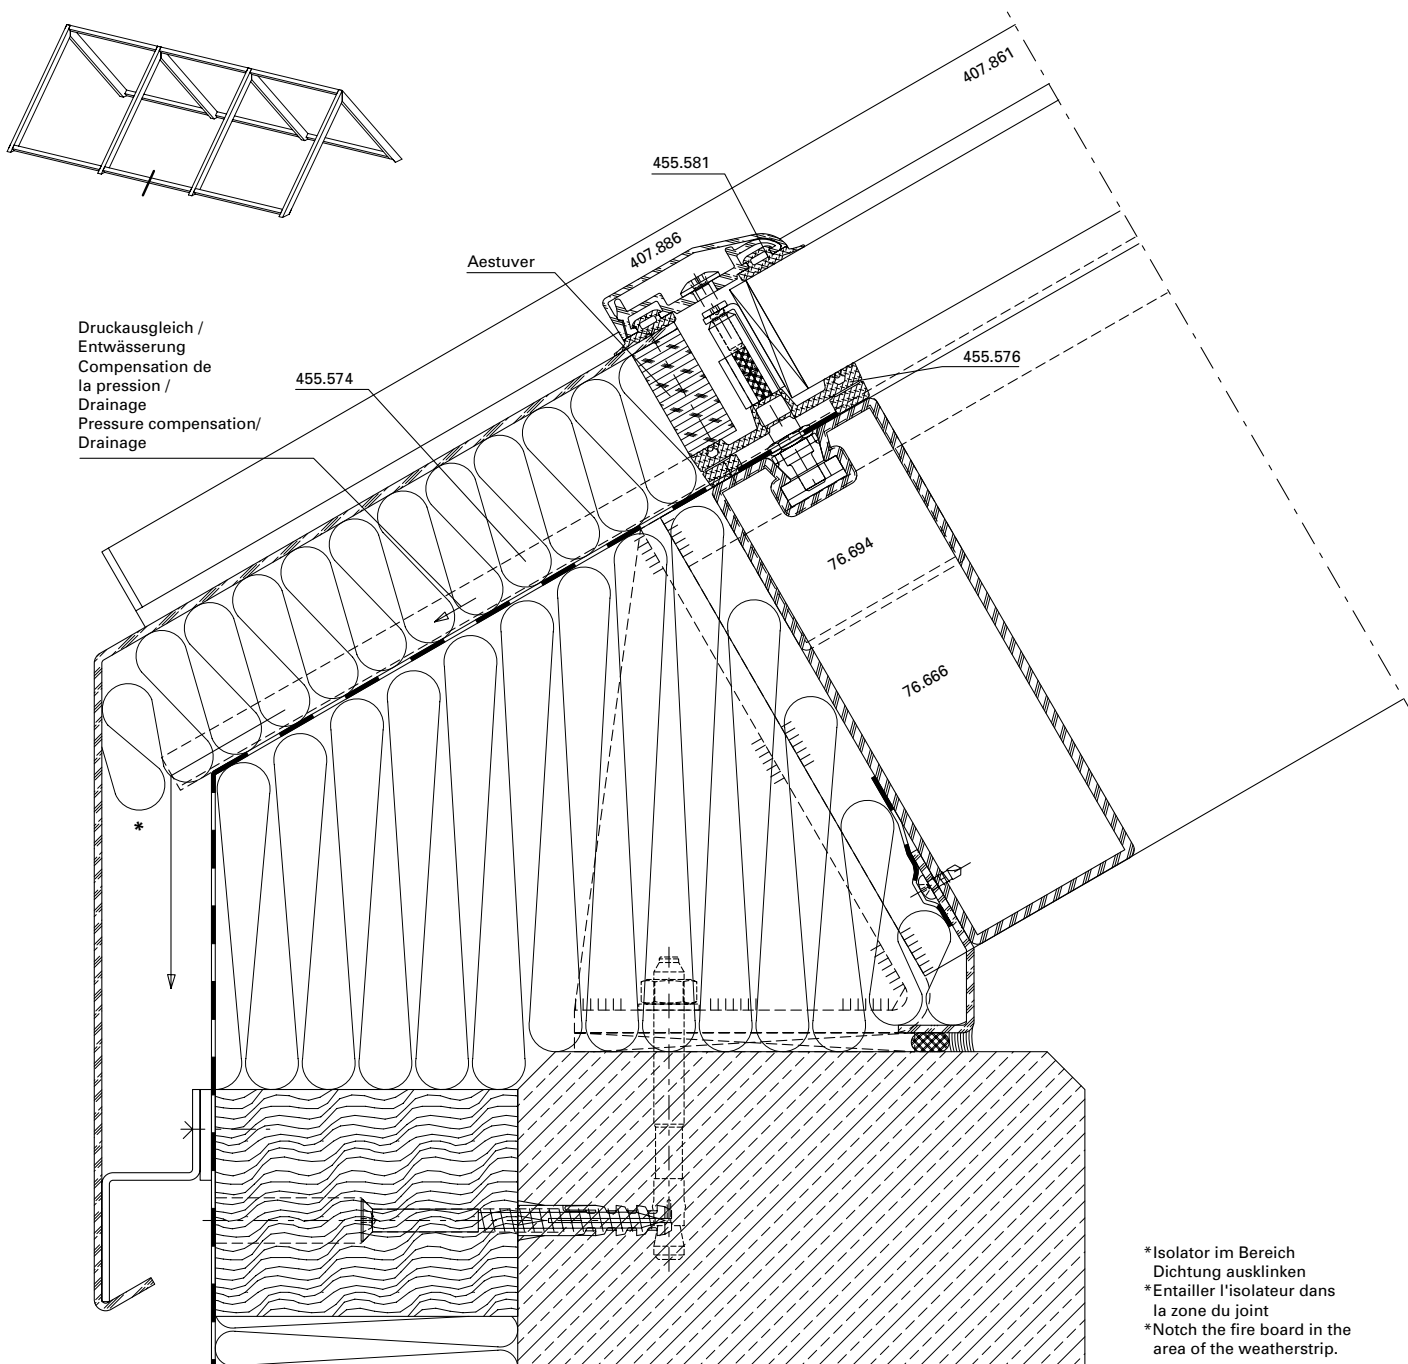 407.861
455.581
407.886
Aestuver
Druckausgleich /
Entwässerung
Compensation de
la pression /
Drainage
Pressure compensation/
Drainage
455.574
455.576
76.694
76.666
*
*Isolator im Bereich
Dichtung ausklinken
*Entailler l'isolateur dans
la zone du joint
*Notch the fire board in the
area of the weatherstrip.